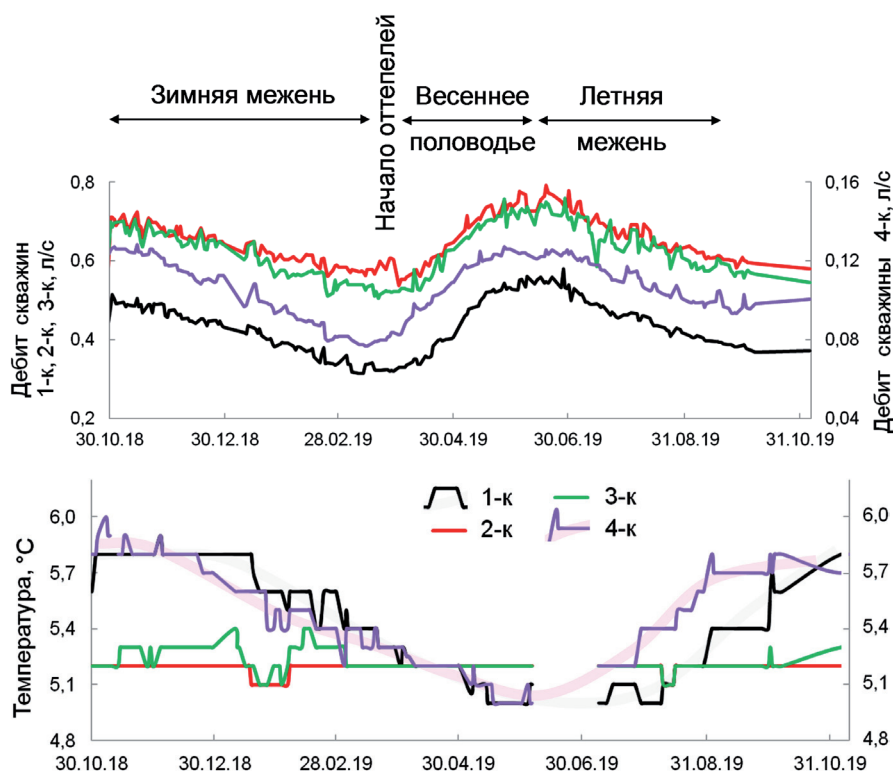 Зимняя межень
Начало оттепелей
Весеннее
половодье
Летняя
межень
Дебит скважин
1-к, 2-к, 3-к, л/с
0,8
0,6
0,4
0,2
0,16
0,12
0,08
0,04
Дебит скважины 4-к, л/с
30.10.18 30.12.18 28.02.19 30.04.19 30.06.19 31.08.19 31.10.19
Температура, °С
6,0
5,7
5,4
5,1
4,8
1-к
2-к
3-к
4-к
6,0
5,7
5,4
5,1
4,8
30.10.18 30.12.18 28.02.19 30.04.19 30.06.19 31.08.19 31.10.19